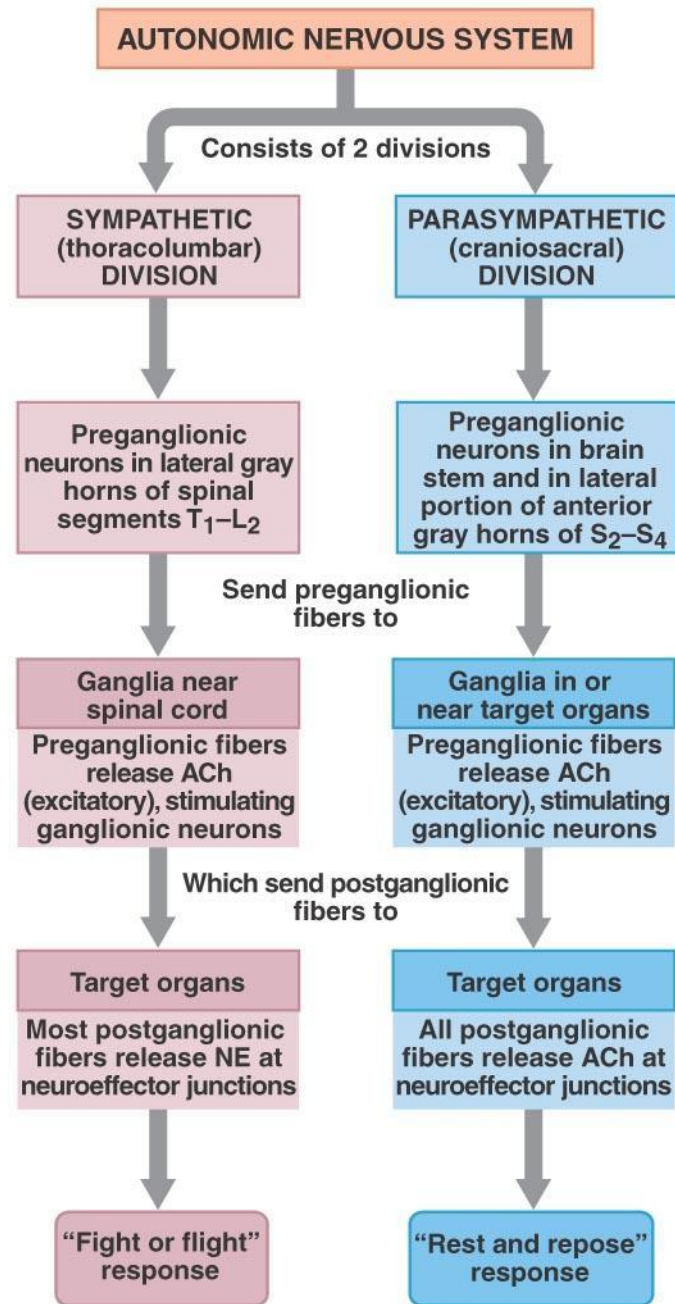 AUTONOMIC NERVOUS SYSTEM
Consists of 2 divisions
SYMPATHETIC
(thoracolumbar)
DIVISION
PARASYMPATHETIC
(craniosacral)
DIVISION
Preganglionic
neurons in lateral gray
horns of spinal
segments T₁–L₂
Preganglionic
neurons in brain
stem and in lateral
portion of anterior
gray horns of S₂–S₄
Send preganglionic
fibers to
Ganglia near
spinal cord
Preganglionic fibers
release ACh
(excitatory), stimulating
ganglionic neurons
Ganglia in or
near target organs
Preganglionic fibers
release ACh
(excitatory), stimulating
ganglionic neurons
Which send postganglionic
fibers to
Target organs
Most postganglionic
fibers release NE at
neuroeffector junctions
Target organs
All postganglionic
fibers release ACh at
neuroeffector junctions
“Fight or flight”
response
“Rest and repose”
response